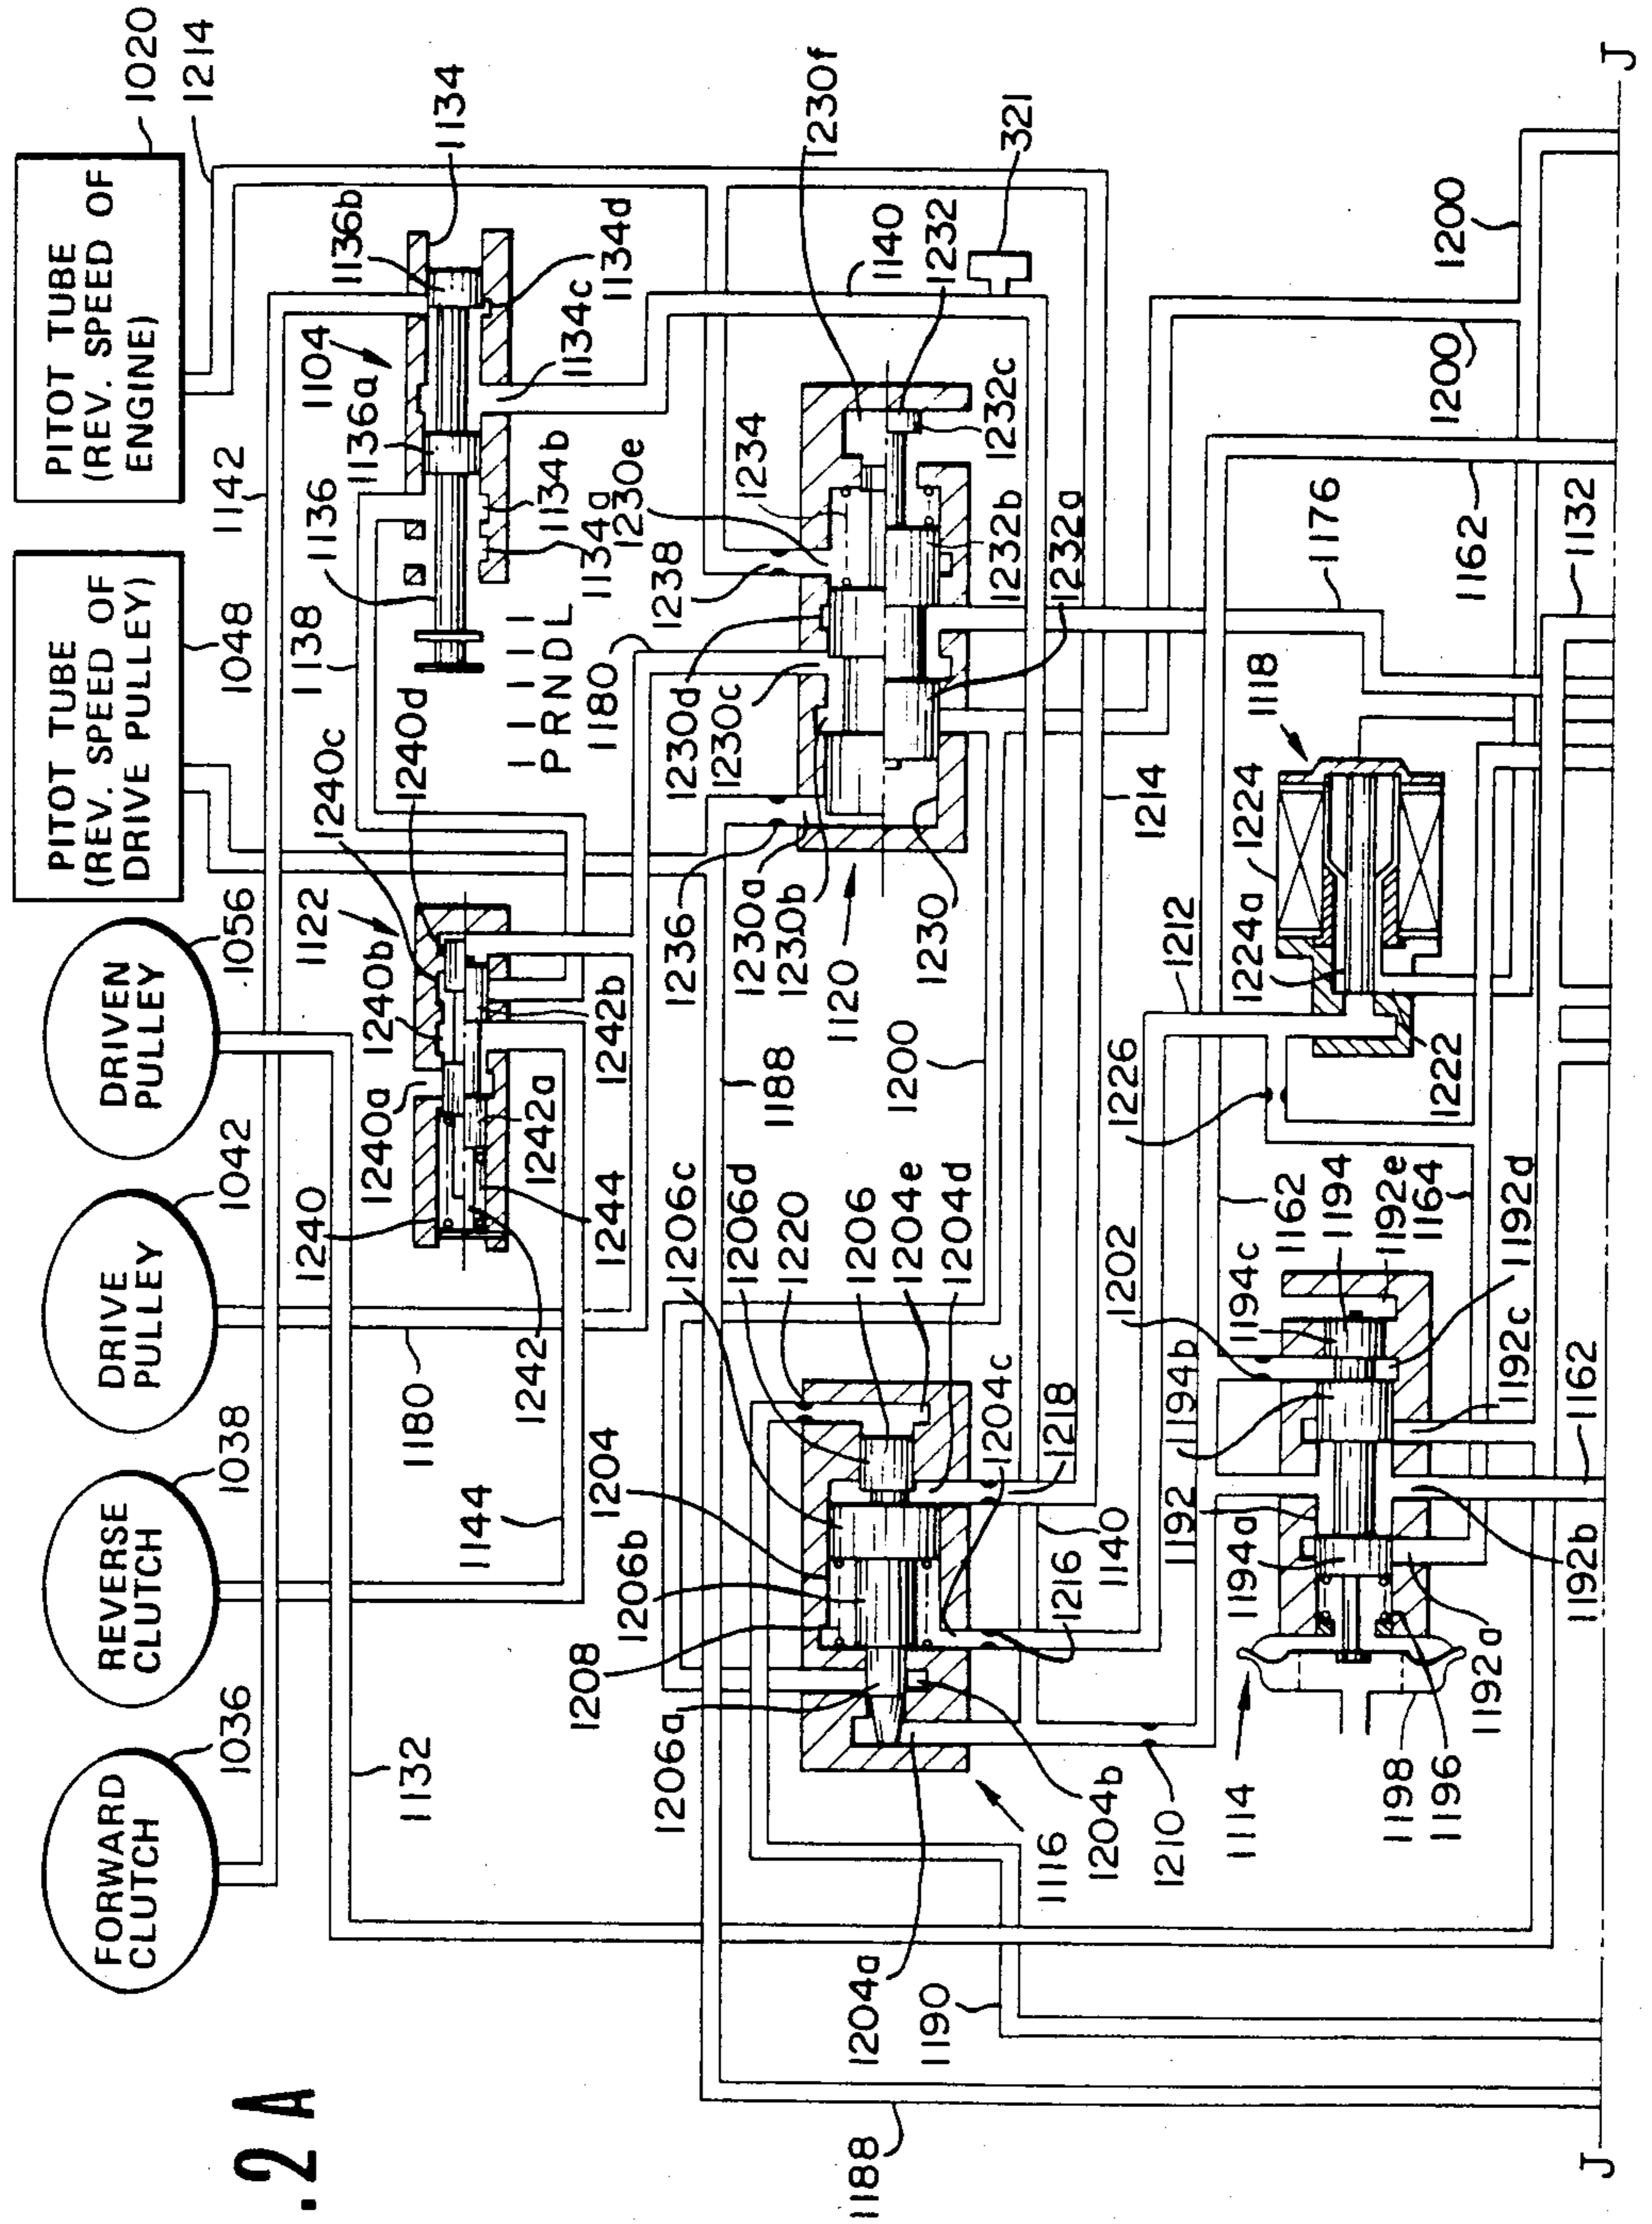 .2 A
FORWARD
CLUTCH
1036
REVERSE
CLUTCH
1038
DRIVE
PULLEY
1042
DRIVEN
PULLEY
1056
PITOT TUBE
(REV. SPEED OF
DRIVE PULLEY)
1048
PITOT TUBE
(REV. SPEED OF
ENGINE)
1020
1214
1132
1144
1180
1242
1240
1244
1240a
1242a
1240b
1242b
1122
1240c
1240d
1138
1142
1136
PRNDL
1136a
1104
1136b
1134
1134a
1134b
1134c
1134d
1180
1188
1190
1204a
1206a
1208
1206b
1204
1206c
1206d
1220
1206
1204e
1204d
1204c
1218
1116
1204b
1210
1216
1140
1188
1200
1236
1230a
1230b
1120
1230
1230d
1230c
1238
1230e
1234
1230f
1232
1232c
1232b
1232a
1140
321
1114
1198
1196
1192a
1194a
1192
1192b
1194b
1202
1194c
1162
1194
1192e
1164
1192d
1192c
1162
1226
1212
1222
1224a
1224
1118
1214
1176
1162
1132
1200
1200
J
J